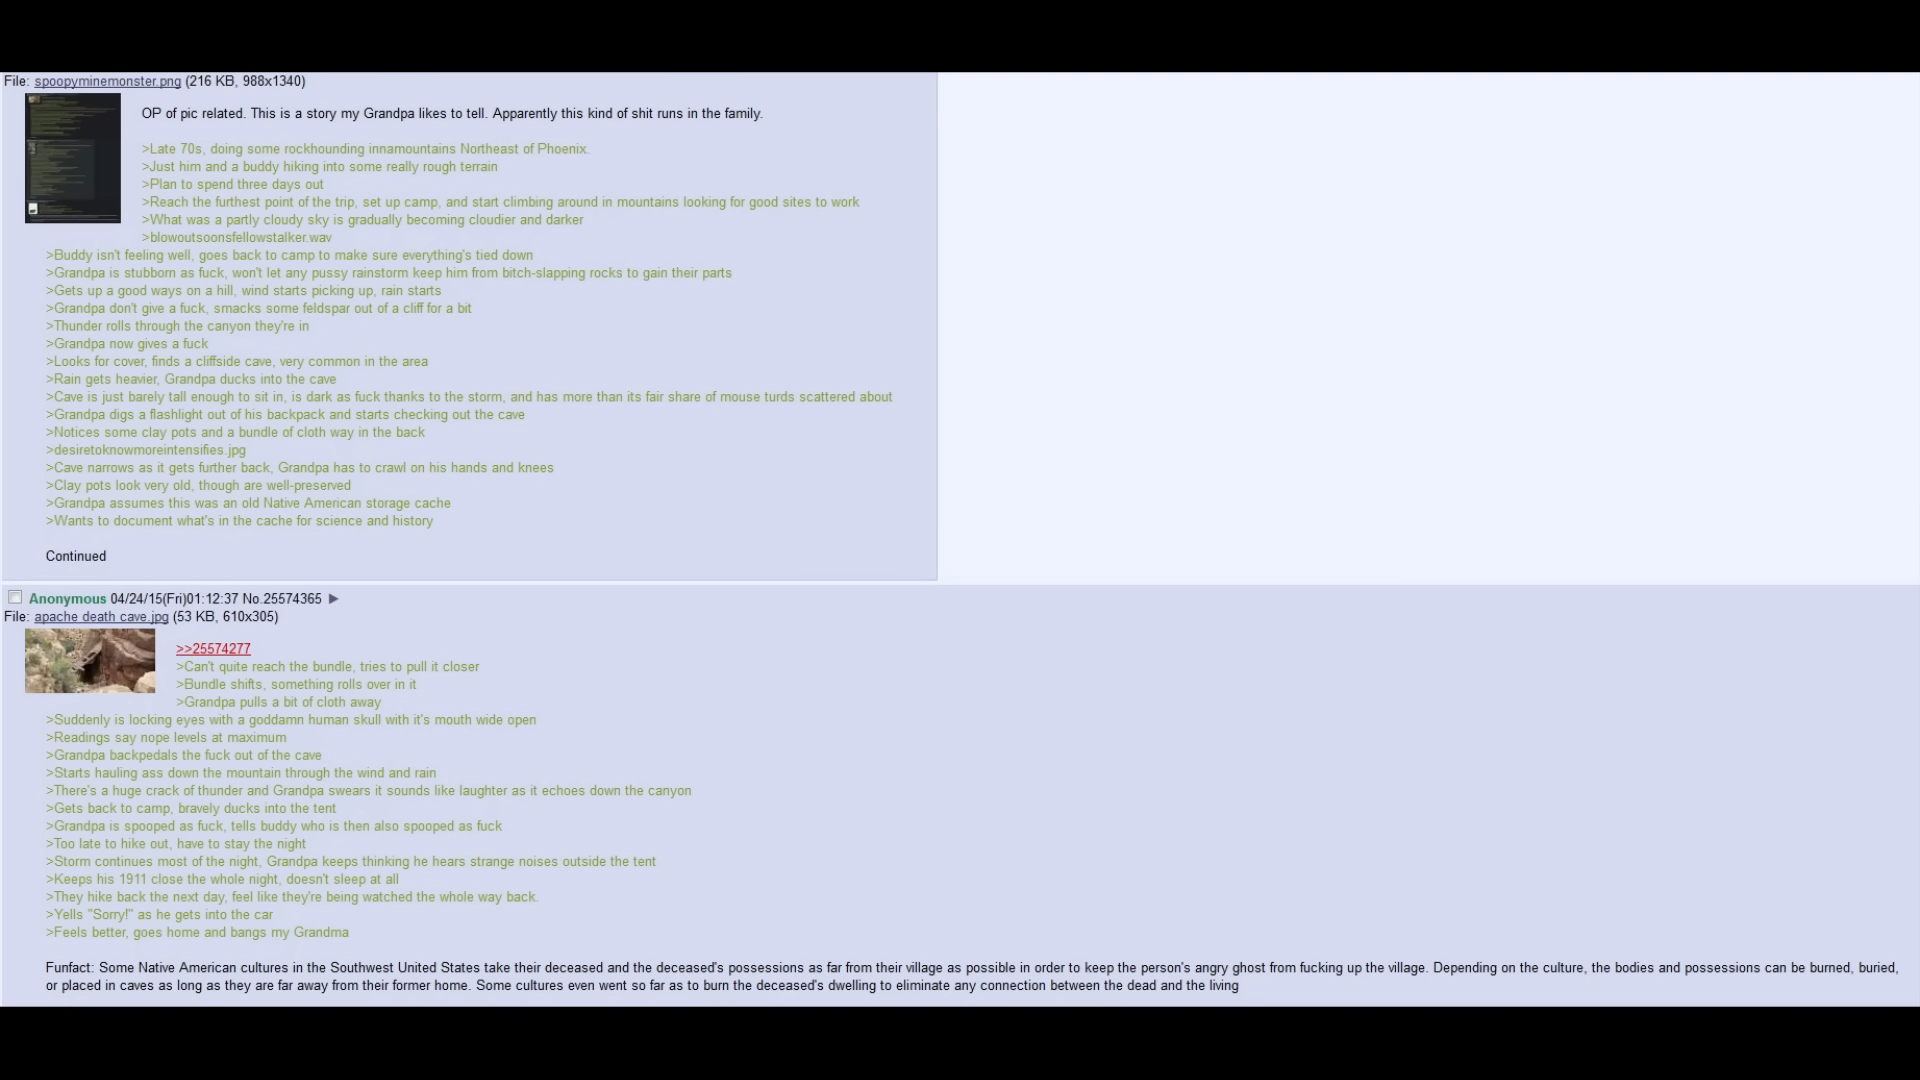 File: spoopyminemonster.png (216 KB, 988x1340)
OP of pic related. This is a story my Grandpa likes to tell. Apparently this kind of shit runs in the family.
>Late 70s, doing some rockhounding innamountains Northeast of Phoenix.
>Just him and a buddy hiking into some really rough terrain
>Plan to spend three days out
>Reach the furthest point of the trip, set up camp, and start climbing around in mountains looking for good sites to work
>What was a partly cloudy sky is gradually becoming cloudier and darker
>blowoutsoonsfellowstalker.wav
>Buddy isn't feeling well, goes back to camp to make sure everything's tied down
>Grandpa is stubborn as fuck, won't let any pussy rainstorm keep him from bitch-slapping rocks to gain their parts
>Gets up a good ways on a hill, wind starts picking up, rain starts
>Grandpa don't give a fuck, smacks some feldspar out of a cliff for a bit
>Thunder rolls through the canyon they're in
>Grandpa now gives a fuck
>Looks for cover, finds a cliffside cave, very common in the area
>Rain gets heavier, Grandpa ducks into the cave
>Cave is just barely tall enough to sit in, is dark as fuck thanks to the storm, and has more than its fair share of mouse turds scattered about
>Grandpa digs a flashlight out of his backpack and starts checking out the cave
>Notices some clay pots and a bundle of cloth way in the back
>desiretoknowmoreintensifies.jpg
>Cave narrows as it gets further back, Grandpa has to crawl on his hands and knees
>Clay pots look very old, though are well-preserved
>Grandpa assumes this was an old Native American storage cache
>Wants to document what's in the cache for science and history
Continued
Anonymous 04/24/15(Fri)01:12:37 No.25574365 ▶
File: apache death cave.jpg (53 KB, 610x305)
>>25574277
>Can't quite reach the bundle, tries to pull it closer
>Bundle shifts, something rolls over in it
>Grandpa pulls a bit of cloth away
>Suddenly is locking eyes with a goddamn human skull with it's mouth wide open
>Readings say nope levels at maximum
>Grandpa backpedals the fuck out of the cave
>Starts hauling ass down the mountain through the wind and rain
>There's a huge crack of thunder and Grandpa swears it sounds like laughter as it echoes down the canyon
>Gets back to camp, bravely ducks into the tent
>Grandpa is spooped as fuck, tells buddy who is then also spooped as fuck
>Too late to hike out, have to stay the night
>Storm continues most of the night, Grandpa keeps thinking he hears strange noises outside the tent
>Keeps his 1911 close the whole night, doesn't sleep at all
>They hike back the next day, feel like they're being watched the whole way back.
>Yells "Sorry!" as he gets into the car
>Feels better, goes home and bangs my Grandma
Funfact: Some Native American cultures in the Southwest United States take their deceased and the deceased's possessions as far from their village as possible in order to keep the person's angry ghost from fucking up the village. Depending on the culture, the bodies and possessions can be burned, buried,
or placed in caves as long as they are far away from their former home. Some cultures even went so far as to burn the deceased's dwelling to eliminate any connection between the dead and the living